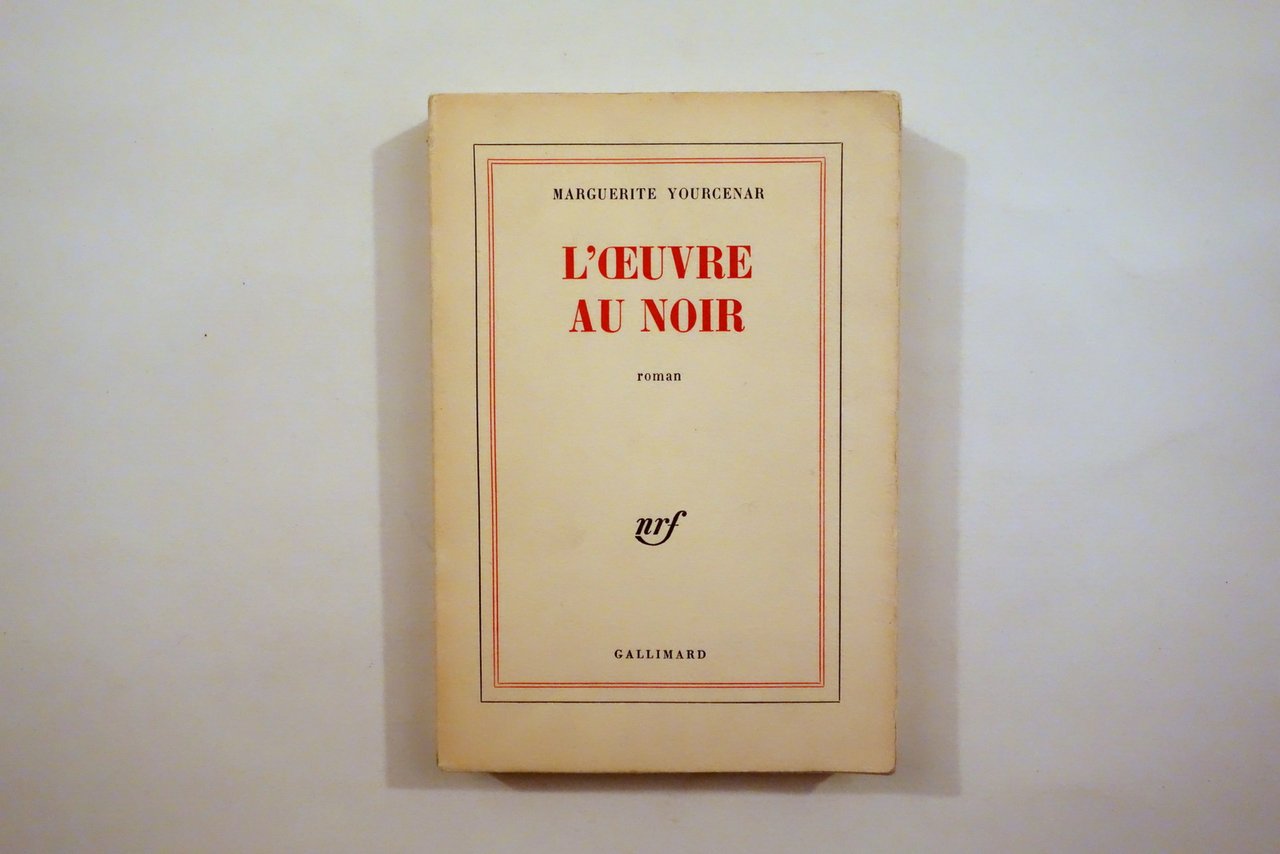 MARGUERITE YOURCENAR
L'ŒUVRE
AU NOIR
roman
nrf
GALLIMARD